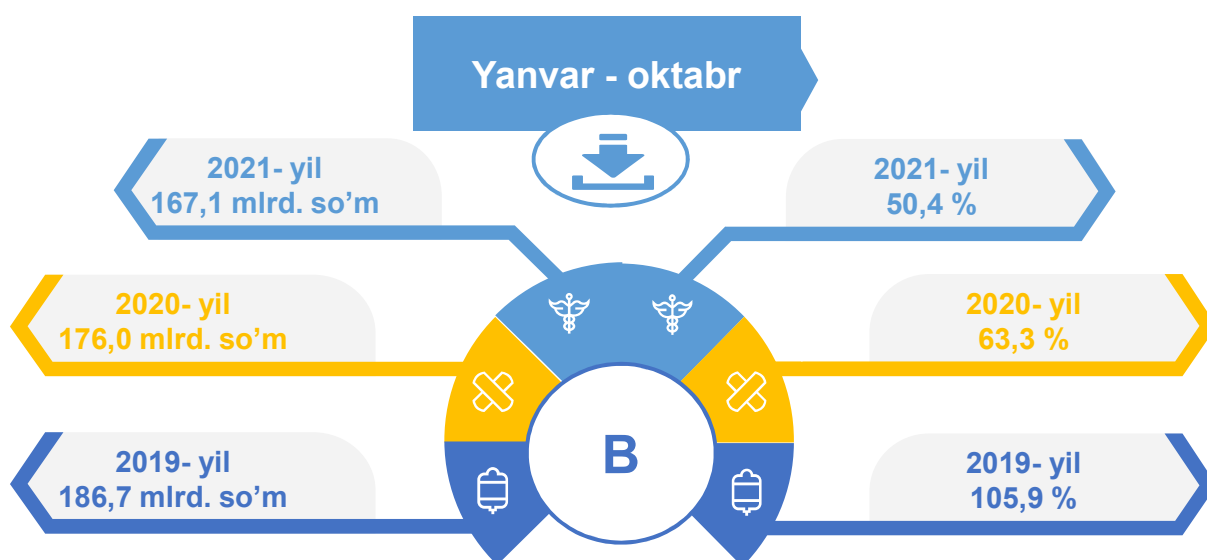 Yanvar - oktabr
2021- yil
167,1 mlrd. so’m
2021- yil
50,4 %
2020- yil
176,0 mlrd. so’m
2020- yil
63,3 %
2019- yil
186,7 mlrd. so’m
B
2019- yil
105,9 %